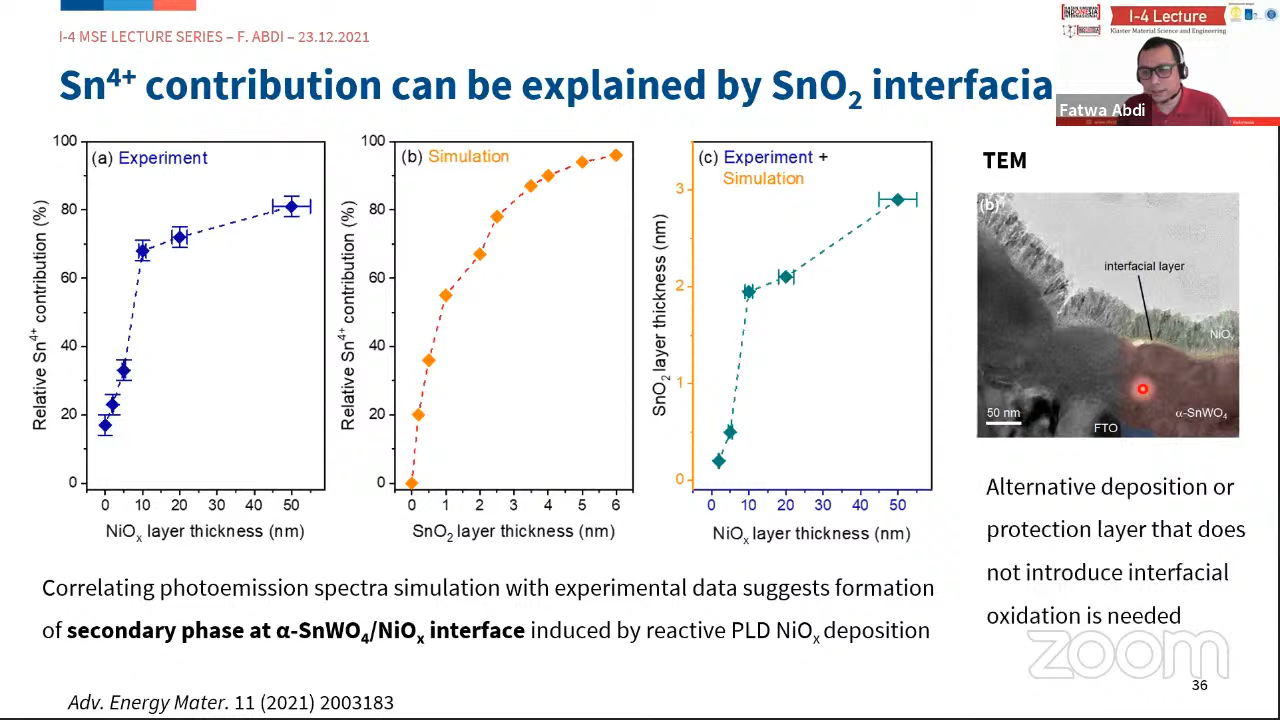 I-4 MSE LECTURE SERIES – F. ABDI – 23.12.2021
Sn4+ contribution can be explained by SnO2 interfacia
I-4 Lecture
Klaster Material Science and Engineering
Fatwa Abdi
(a) Experiment
100
80
60
40
20
0
Relative Sn4+ contribution (%)
0 10 20 30 40 50
NiOx layer thickness (nm)
(b) Simulation
100
80
60
40
20
0
Relative Sn4+ contribution (%)
0 1 2 3 4 5 6
SnO2 layer thickness (nm)
(c) Experiment +
Simulation
3
2
1
0
SnO2 layer thickness (nm)
0 10 20 30 40 50
NiOx layer thickness (nm)
TEM
(b)
interfacial layer
NiOx
α-SnWO4
50 nm
FTO
Alternative deposition or
protection layer that does
not introduce interfacial
oxidation is needed
Correlating photoemission spectra simulation with experimental data suggests formation
of secondary phase at α-SnWO4/NiOx interface induced by reactive PLD NiOx deposition
zoom
36
Adv. Energy Mater. 11 (2021) 2003183